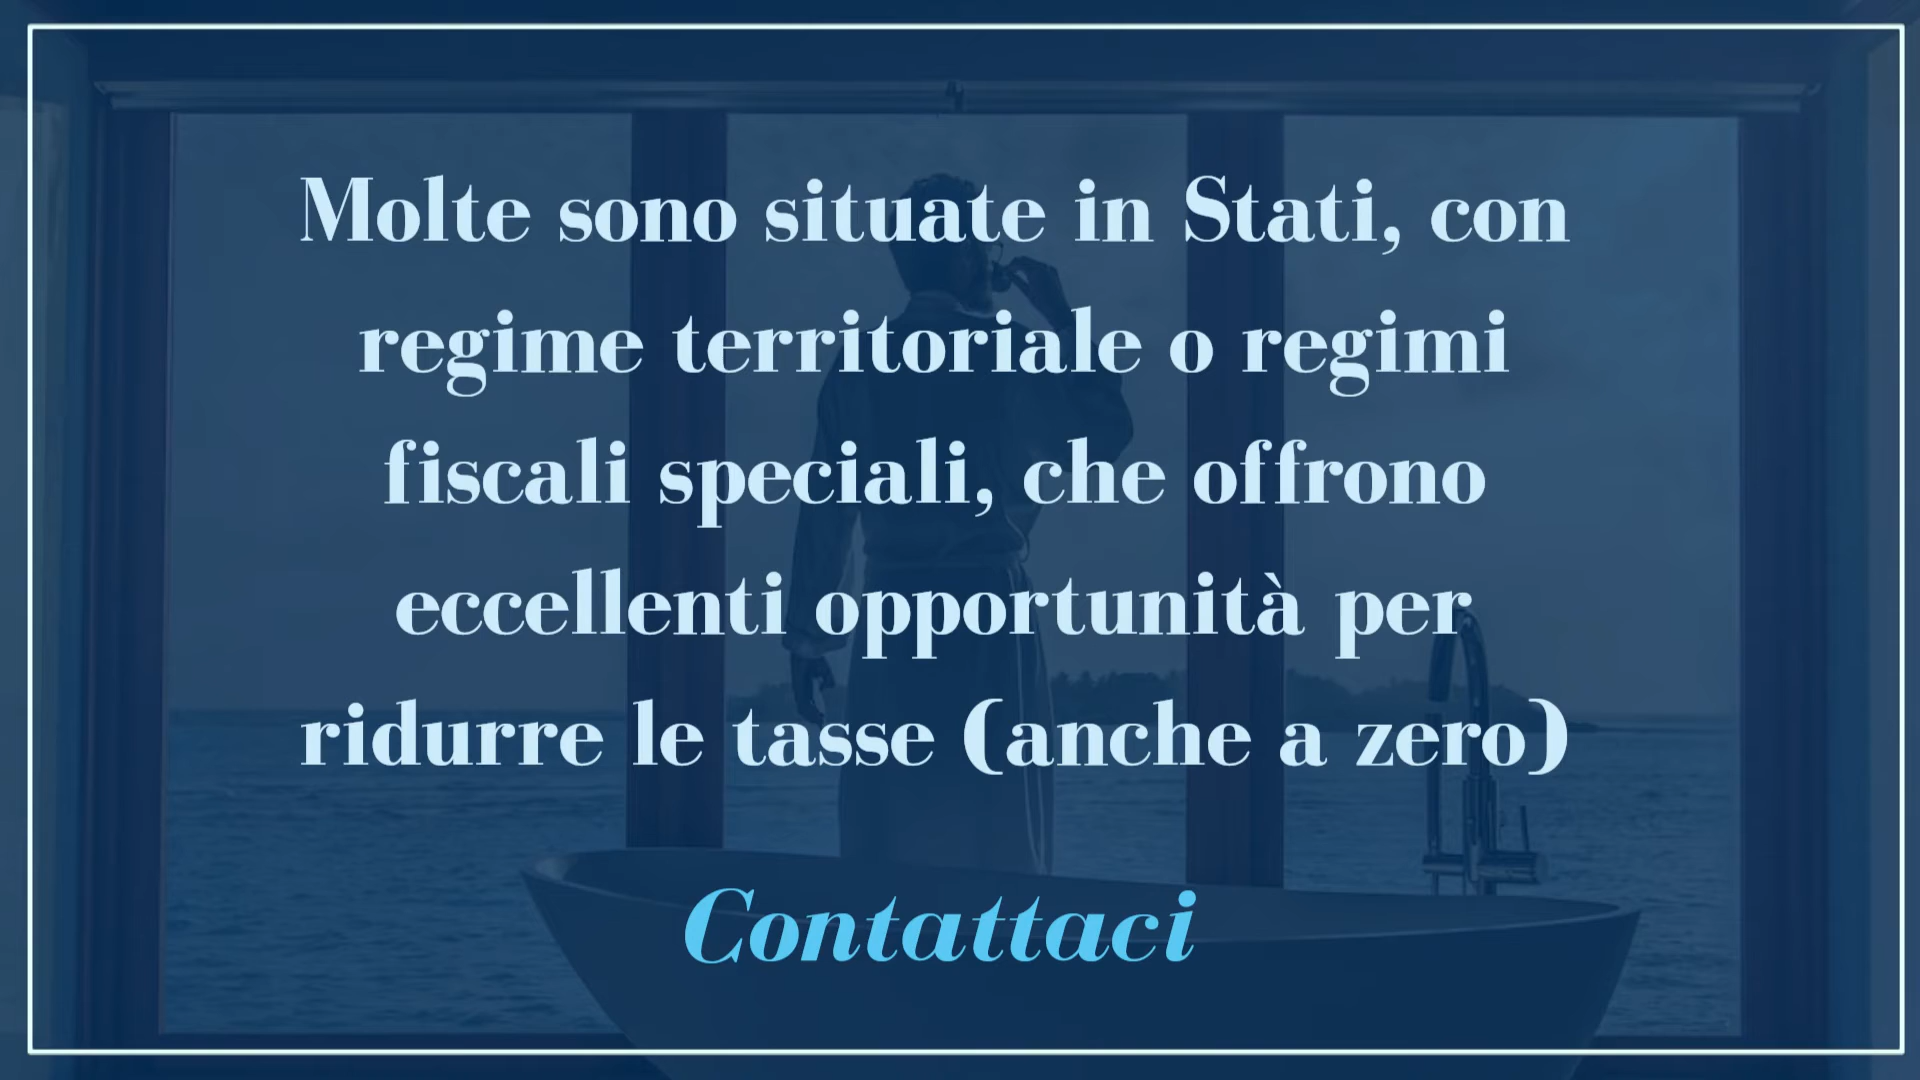 Molte sono situate in Stati, con
regime territoriale o regimi
fiscali speciali, che offrono
eccellenti opportunità per
ridurre le tasse (anche a zero)
Contattaci